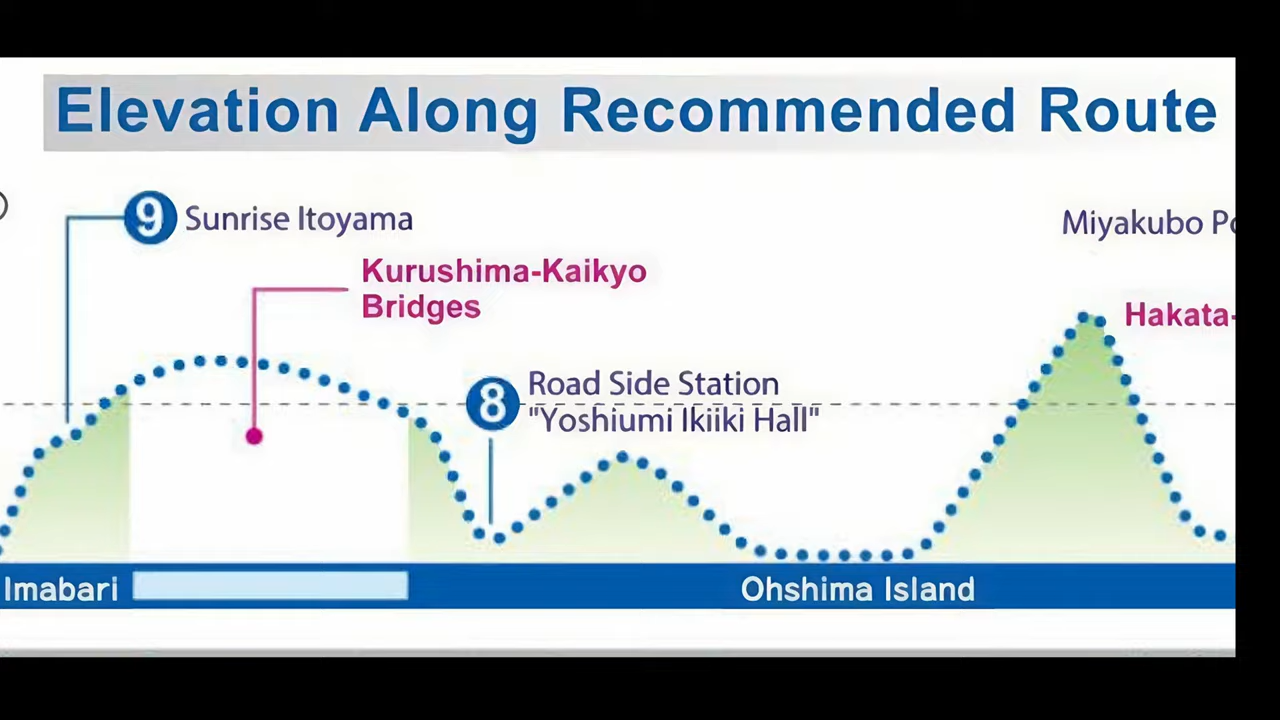 Elevation Along Recommended Route
9 Sunrise Itoyama
Miyakubo
Kurushima-Kaikyo
Bridges
Hakata-
8 Road Side Station
"Yoshiumi Ikiiki Hall"
Imabari
Ohshima Island